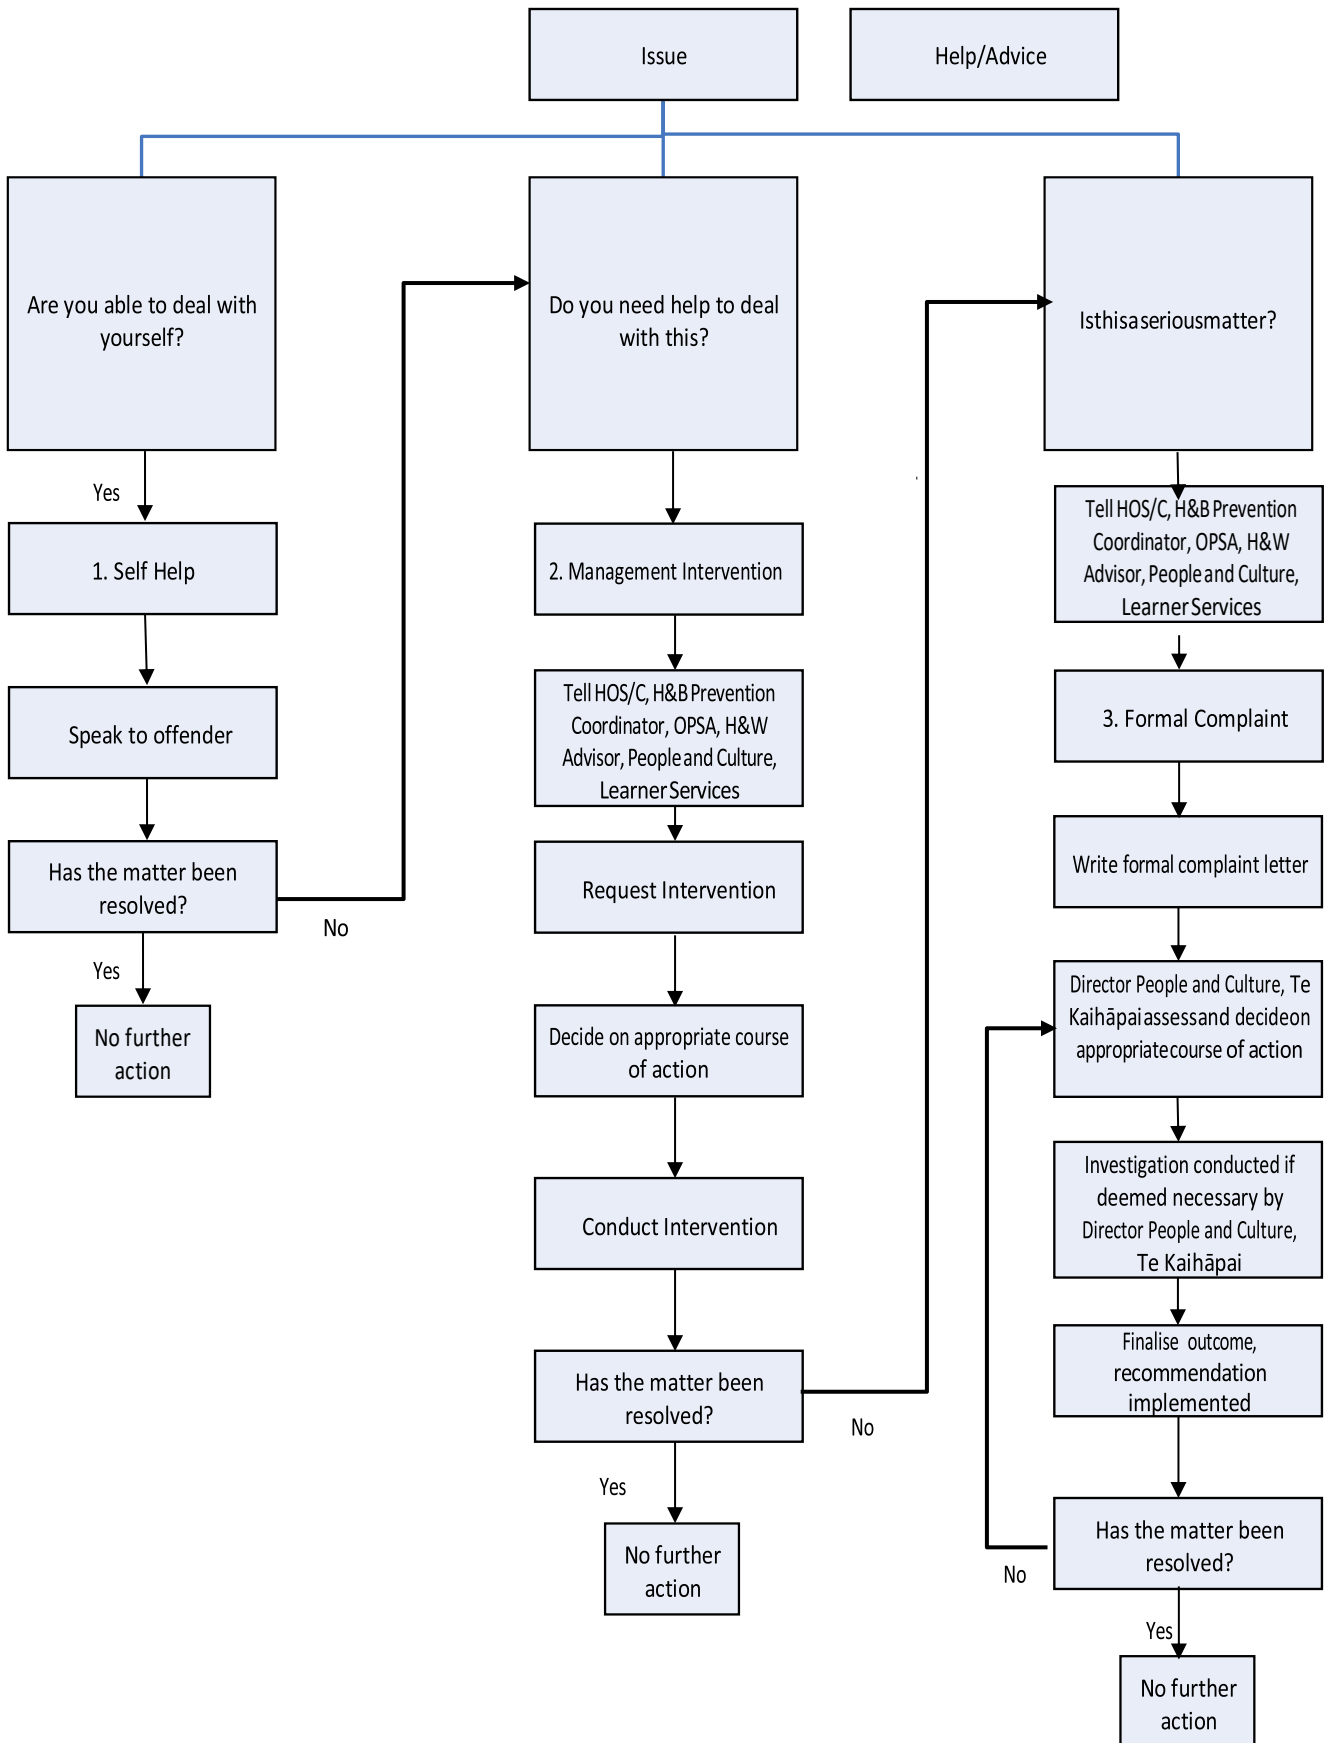 Issue
Help/Advice
Are you able to deal with
yourself?
Yes
1. Self Help
Speak to offender
Has the matter been
resolved?
No
Yes
No further
action
Do you need help to deal
with this?
2. Management Intervention
Tell HOS/C, H&B Prevention
Coordinator, OPSA, H&W
Advisor, People and Culture,
Learner Services
Request Intervention
Decide on appropriate course
of action
Conduct Intervention
Has the matter been
resolved?
No
Yes
No further
action
Isthisaseriousmatter?
Tell HOS/C, H&B Prevention
Coordinator, OPSA, H&W
Advisor, People and Culture,
Learner Services
3. Formal Complaint
Write formal complaint letter
Director People and Culture, Te
Kaihāpaiassessand decideon
appropriatecourse of action
Investigation conducted if
deemed necessary by
Director People and Culture,
Te Kaihāpai
Finalise outcome,
recommendation
implemented
Has the matter been
resolved?
No
Yes
No further
action